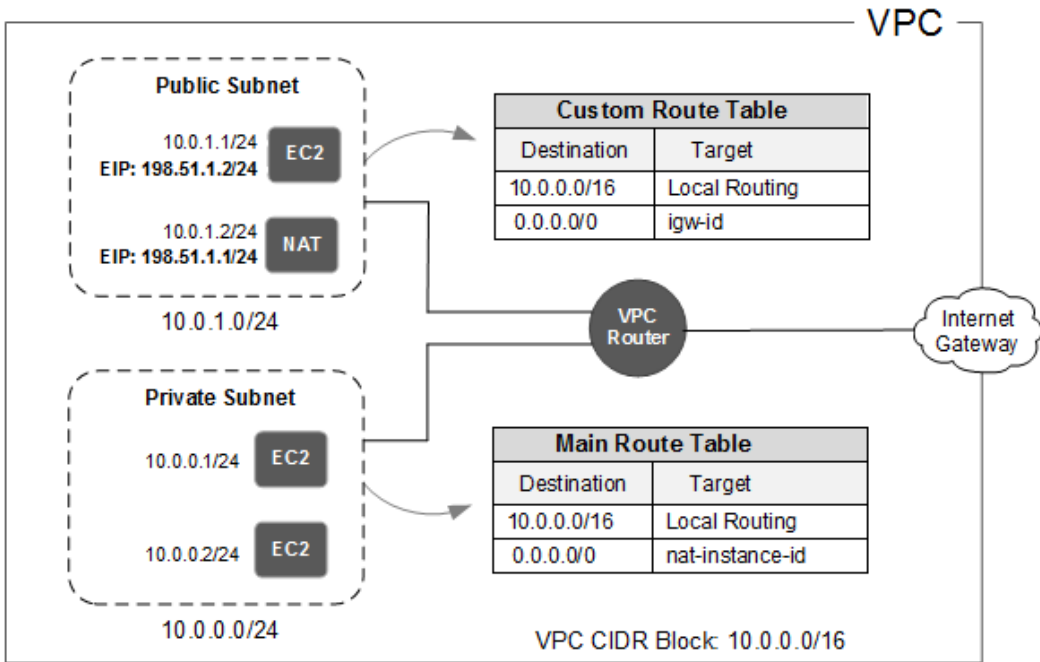 VPC
Public Subnet
10.0.1.1/24
EIP: 198.51.1.2/24
EC2
10.0.1.2/24
EIP: 198.51.1.1/24
NAT
10.0.1.0/24
Custom Route Table
Destination Target
10.0.0.0/16 Local Routing
0.0.0.0/0 igw-id
VPC
Router
Internet
Gateway
Private Subnet
10.0.0.1/24 EC2
10.0.0.2/24 EC2
10.0.0.0/24
Main Route Table
Destination Target
10.0.0.0/16 Local Routing
0.0.0.0/0 nat-instance-id
VPC CIDR Block: 10.0.0.0/16